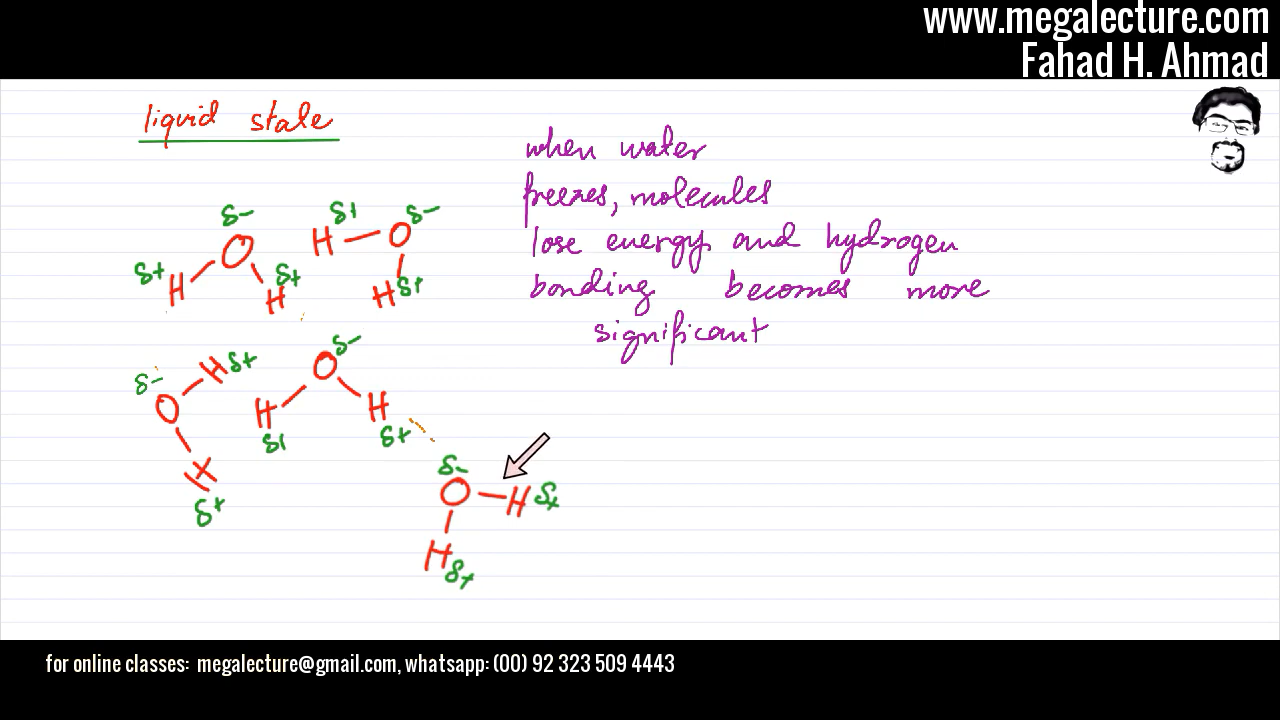 www.megalecture.com
Fahad H. Ahmad
liquid state
when water
freezes, molecules
lose energy and hydrogen
bonding becomes more
significant
δ- δ+ δ-
H O
O
δ+ δ+
H H H δ+
δ-
H δ+ O
δ-
O
H H
δ+ δ+
δ-
H O H δ+
δ+
H
δ+
for online classes: megalecture@gmail.com, whatsapp: (00) 92 323 509 4443